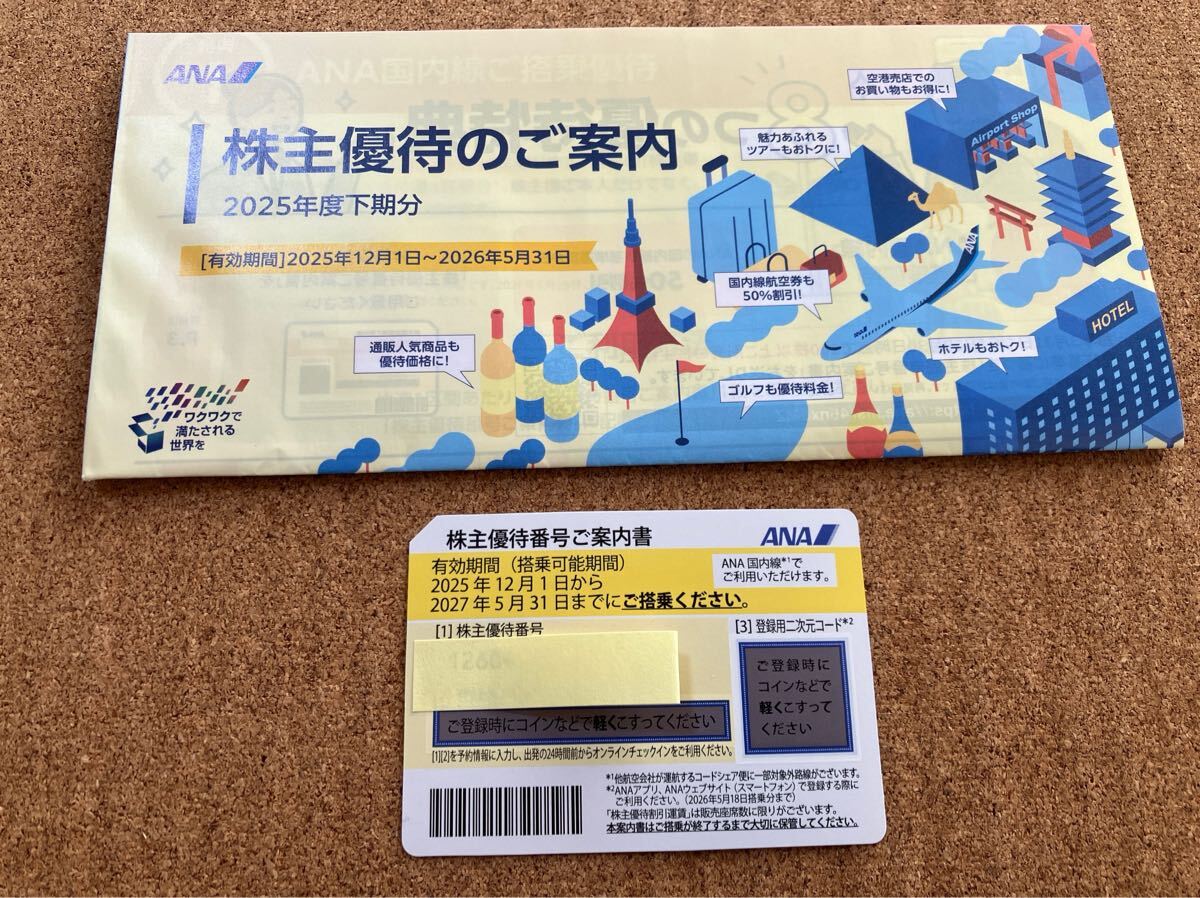 ANA
株主優待のご案内
2025年度下期分
[有効期間]2025年12月1日～2026年5月31日
空港売店での
お買い物もお得に!
Airport Shop
魅力あふれる
ツアーもおトクに!
ANA
国内線航空券も
50%割引!
ANA
HOTEL
ホテルもおトク!
通販人気商品も
優待価格に!
ゴルフも優待料金!
ワクワクで
満たされる
世界を
株主優待番号ご案内書
ANA
有効期間（搭乗可能期間）
2025年12月1日から
2027年5月31日までにご搭乗ください。
ANA国内線*1で
ご利用いただけます。
[1] 株主優待番号
[3] 登録用二次元コード*2
ご登録時に
コインなどで
軽くこすって
ください
ご登録時にコインなどで軽くこすってください
[1][2]を予約情報に入力し、出発の24時間前からオンラインチェックインをご利用ください。
*1他航空会社が運航するコードシェア便に一部対象外路線がございます。
*2ANAアプリ、ANAウェブサイト（スマートフォン）で登録する際に
ご利用ください。（2026年5月18日搭乗分まで）
「株主優待割引運賃」は販売座席数に限りがございます。
本案内書はご搭乗が終了するまで大切に保管してください。